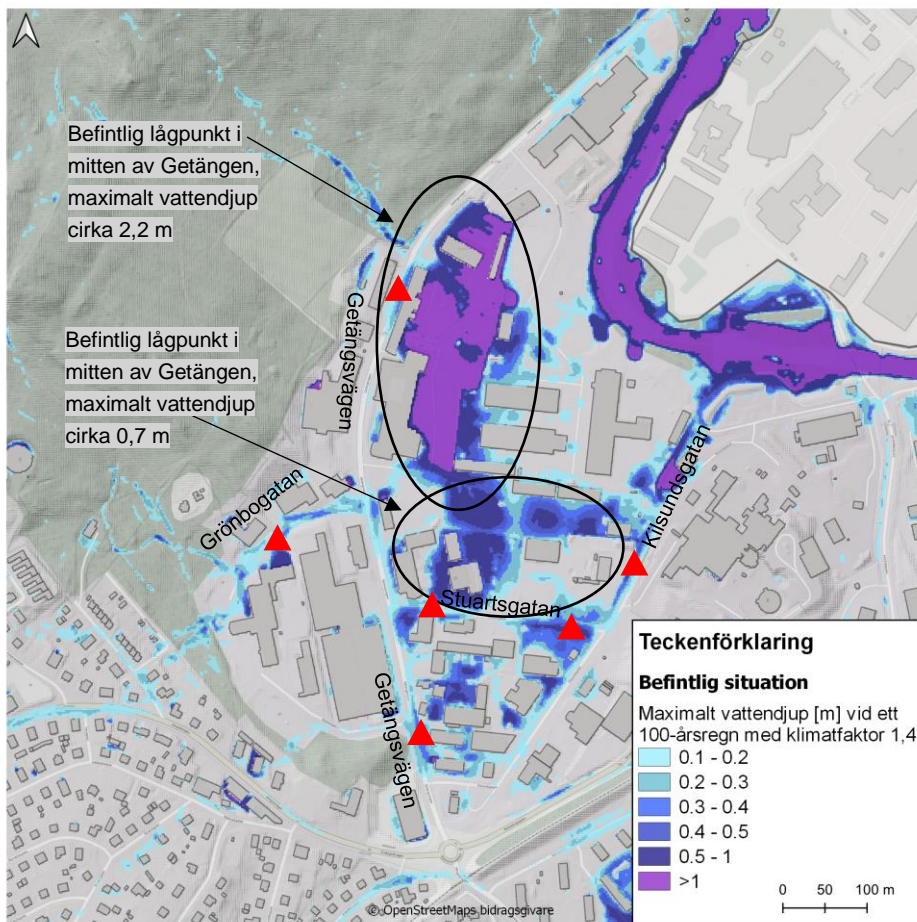 Befintlig lågpunkt i
mitten av Getängen,
maximalt vattendjup
cirka 2,2 m
Getängsvägen
Befintlig lågpunkt i
mitten av Getängen,
maximalt vattendjup
cirka 0,7 m
Grönbogatan
Kilsundsgatan
Stuartsgatan
Getängsvägen
Teckenförklaring
Befintlig situation
Maximalt vattendjup [m] vid ett
100-årsregn med klimatfaktor 1,4
0.1 - 0.2
0.2 - 0.3
0.3 - 0.4
0.4 - 0.5
0.5 - 1
>1
0 50 100 m
© OpenStreetMaps bidragsgivare